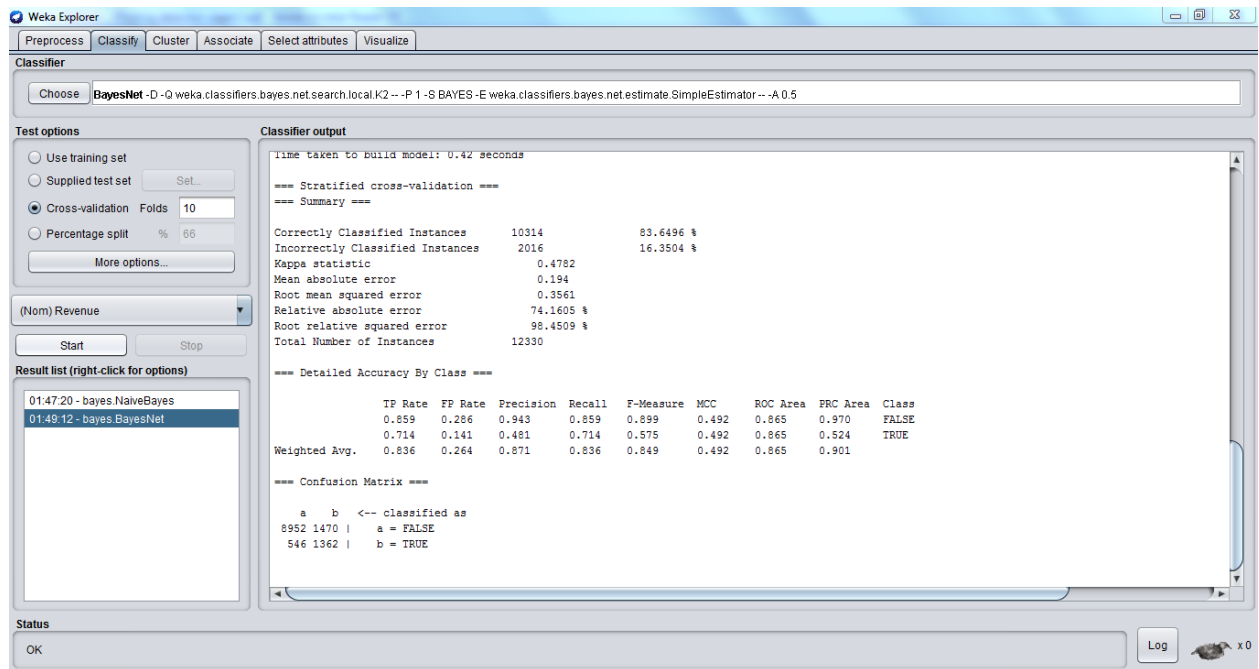 Weka Explorer
Preprocess Classify Cluster Associate Select attributes Visualize
Classifier
Choose BayesNet -D -Q weka.classifiers.bayes.net.search.local.K2 -- -P 1 -S BAYES -E weka.classifiers.bayes.net.estimate.SimpleEstimator -- -A 0.5
Test options
Use training set
Supplied test set Set...
Cross-validation Folds 10
Percentage split % 66
More options...
(Nom) Revenue
Start Stop
Result list (right-click for options)
01:47:20 - bayes.NaiveBayes
01:49:12 - bayes.BayesNet
Classifier output
Time taken to build model: 0.42 seconds
=== Stratified cross-validation ===
=== Summary ===
Correctly Classified Instances 10314 83.6496 %
Incorrectly Classified Instances 2016 16.3504 %
Kappa statistic 0.4782
Mean absolute error 0.194
Root mean squared error 0.3561
Relative absolute error 74.1605 %
Root relative squared error 98.4509 %
Total Number of Instances 12330
=== Detailed Accuracy By Class ===
TP Rate FP Rate Precision Recall F-Measure MCC ROC Area PRC Area Class
0.859 0.286 0.943 0.859 0.899 0.492 0.865 0.970 FALSE
0.714 0.141 0.481 0.714 0.575 0.492 0.865 0.524 TRUE
Weighted Avg. 0.836 0.264 0.871 0.836 0.849 0.492 0.865 0.901
=== Confusion Matrix ===
a b <-- classified as
8952 1470 | a = FALSE
546 1362 | b = TRUE
Status
OK
Log
x 0